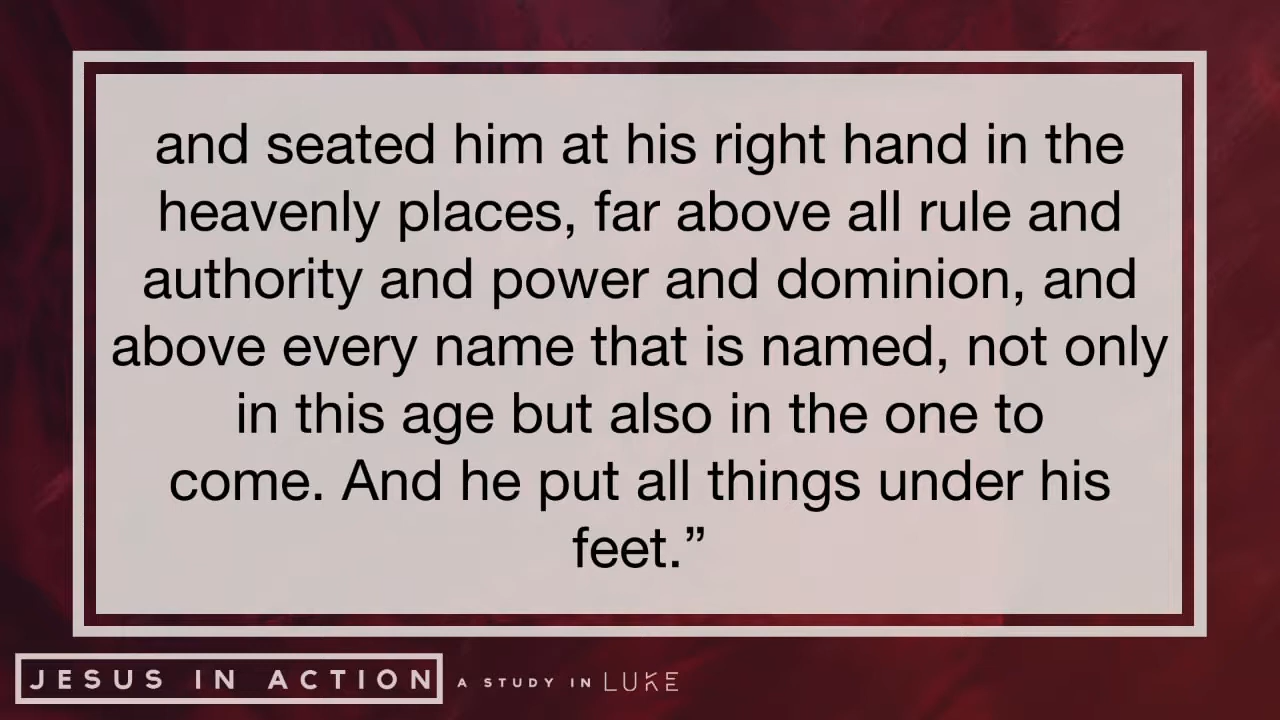 and seated him at his right hand in the
heavenly places, far above all rule and
authority and power and dominion, and
above every name that is named, not only
in this age but also in the one to
come. And he put all things under his
feet.”
JESUS IN ACTION A STUDY IN LUKE